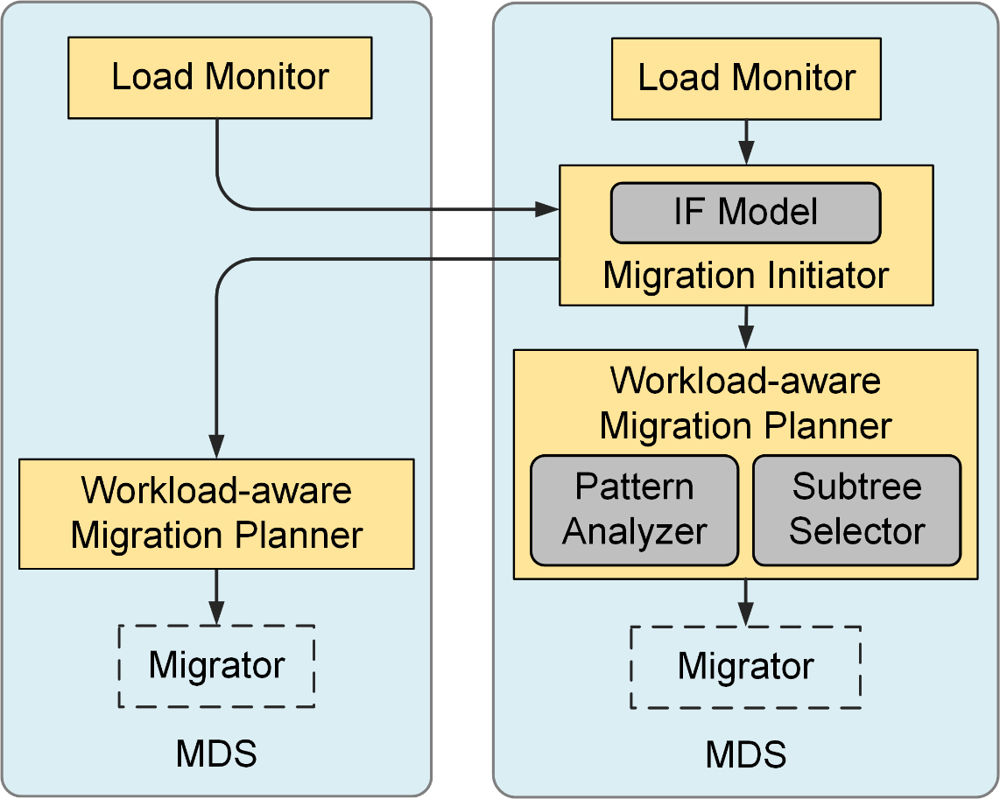 Load Monitor
Workload-aware
Migration Planner
Migrator
MDS
Load Monitor
IF Model
Migration Initiator
Workload-aware
Migration Planner
Pattern
Analyzer
Subtree
Selector
Migrator
MDS